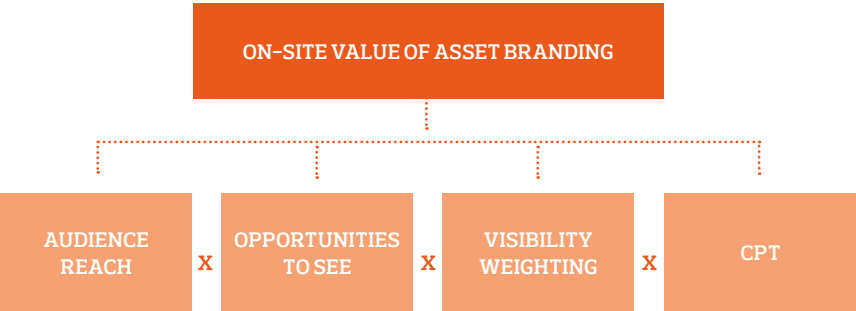 ON-SITE VALUE OF ASSET BRANDING
AUDIENCE
REACH
x
OPPORTUNITIES
TO SEE
x
VISIBILITY
WEIGHTING
x
CPT